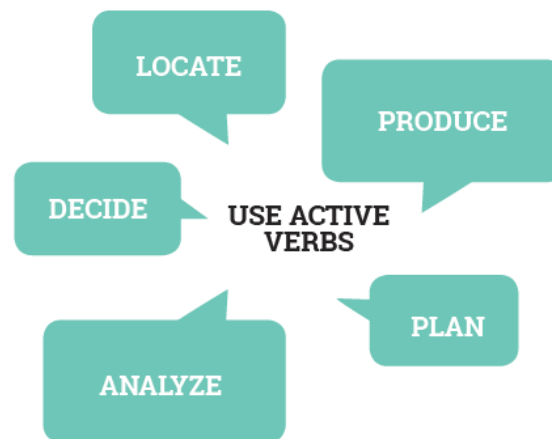 LOCATE
PRODUCE
DECIDE
USE ACTIVE
VERBS
PLAN
ANALYZE